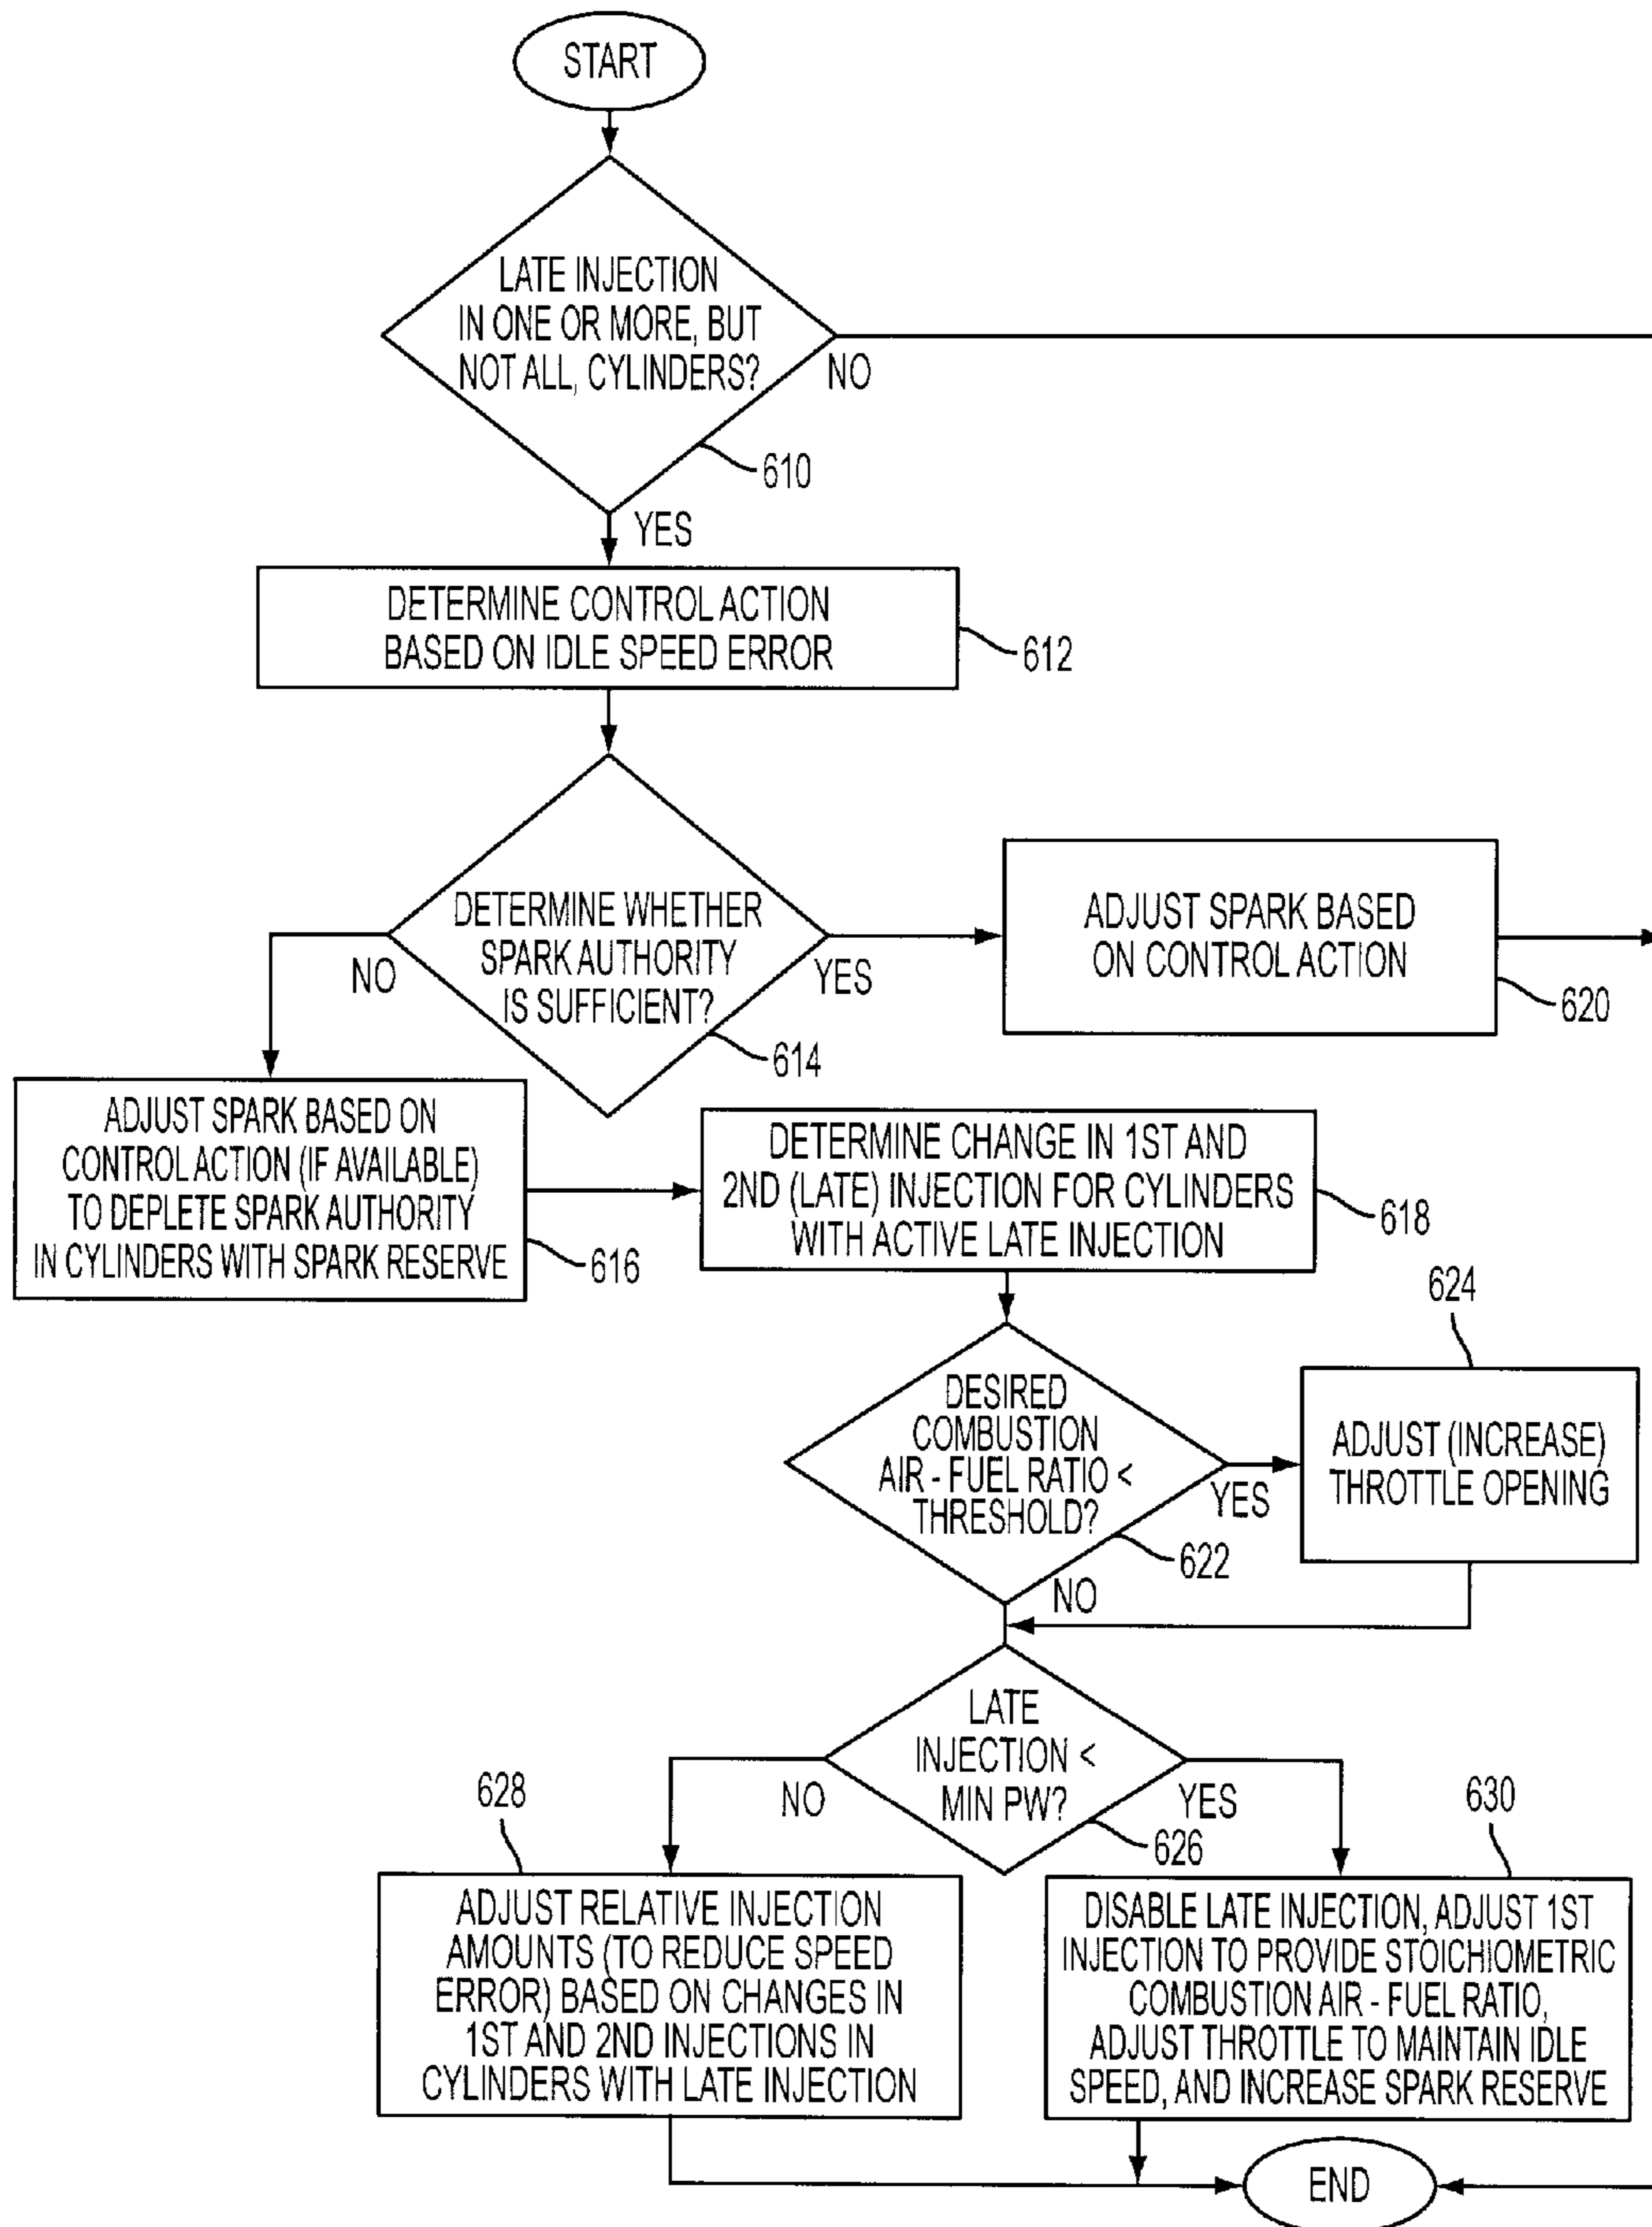 START
LATE INJECTION
IN ONE OR MORE, BUT
NOT ALL, CYLINDERS?
NO
610
YES
DETERMINE CONTROL ACTION
BASED ON IDLE SPEED ERROR
612
DETERMINE WHETHER
SPARK AUTHORITY
IS SUFFICIENT?
NO
YES
614
ADJUST SPARK BASED
ON CONTROL ACTION
620
ADJUST SPARK BASED ON
CONTROL ACTION (IF AVAILABLE)
TO DEPLETE SPARK AUTHORITY
IN CYLINDERS WITH SPARK RESERVE
616
DETERMINE CHANGE IN 1ST AND
2ND (LATE) INJECTION FOR CYLINDERS
WITH ACTIVE LATE INJECTION
618
DESIRED
COMBUSTION
AIR - FUEL RATIO <
THRESHOLD?
YES
622
NO
624
ADJUST (INCREASE)
THROTTLE OPENING
LATE
INJECTION <
MIN PW?
NO
YES
626
628
ADJUST RELATIVE INJECTION
AMOUNTS (TO REDUCE SPEED
ERROR) BASED ON CHANGES IN
1ST AND 2ND INJECTIONS IN
CYLINDERS WITH LATE INJECTION
630
DISABLE LATE INJECTION, ADJUST 1ST
INJECTION TO PROVIDE STOICHIOMETRIC
COMBUSTION AIR - FUEL RATIO,
ADJUST THROTTLE TO MAINTAIN IDLE
SPEED, AND INCREASE SPARK RESERVE
END